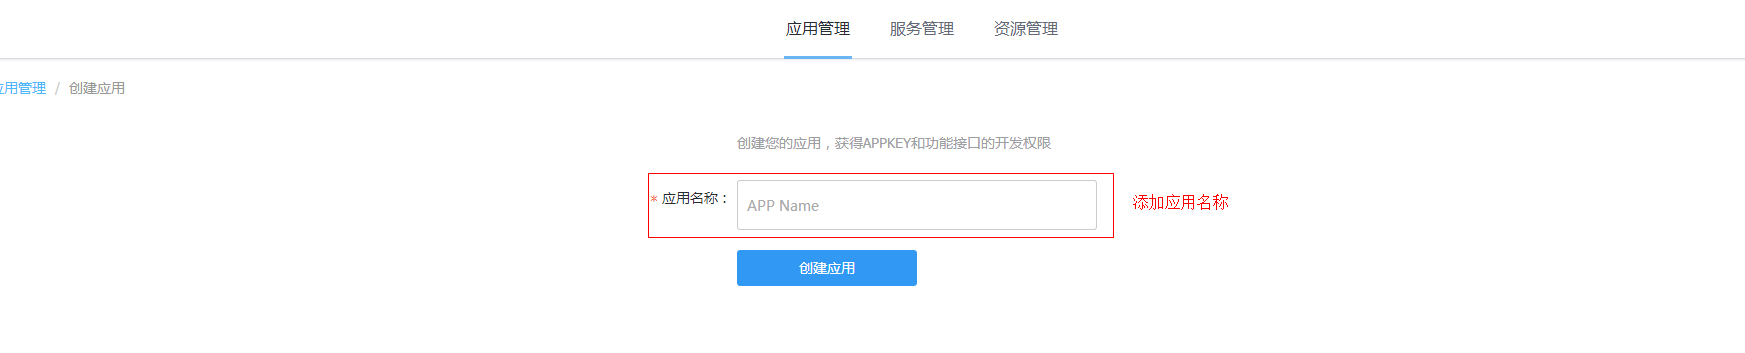 应用管理 服务管理 资源管理
应用管理 / 创建应用
创建您的应用，获得APPKEY和功能接口的开发权限
* 应用名称： APP Name 添加应用名称
创建应用